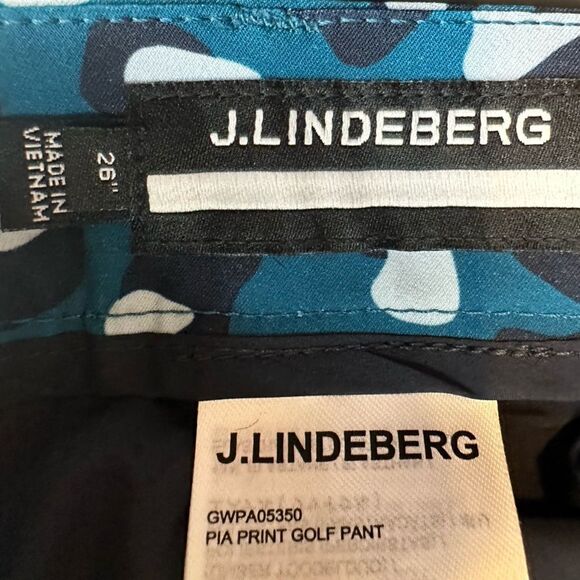 J.LINDEBERG
26"
MADE IN
VIETNAM
J.LINDEBERG
GWPA05350
PIA PRINT GOLF PANT